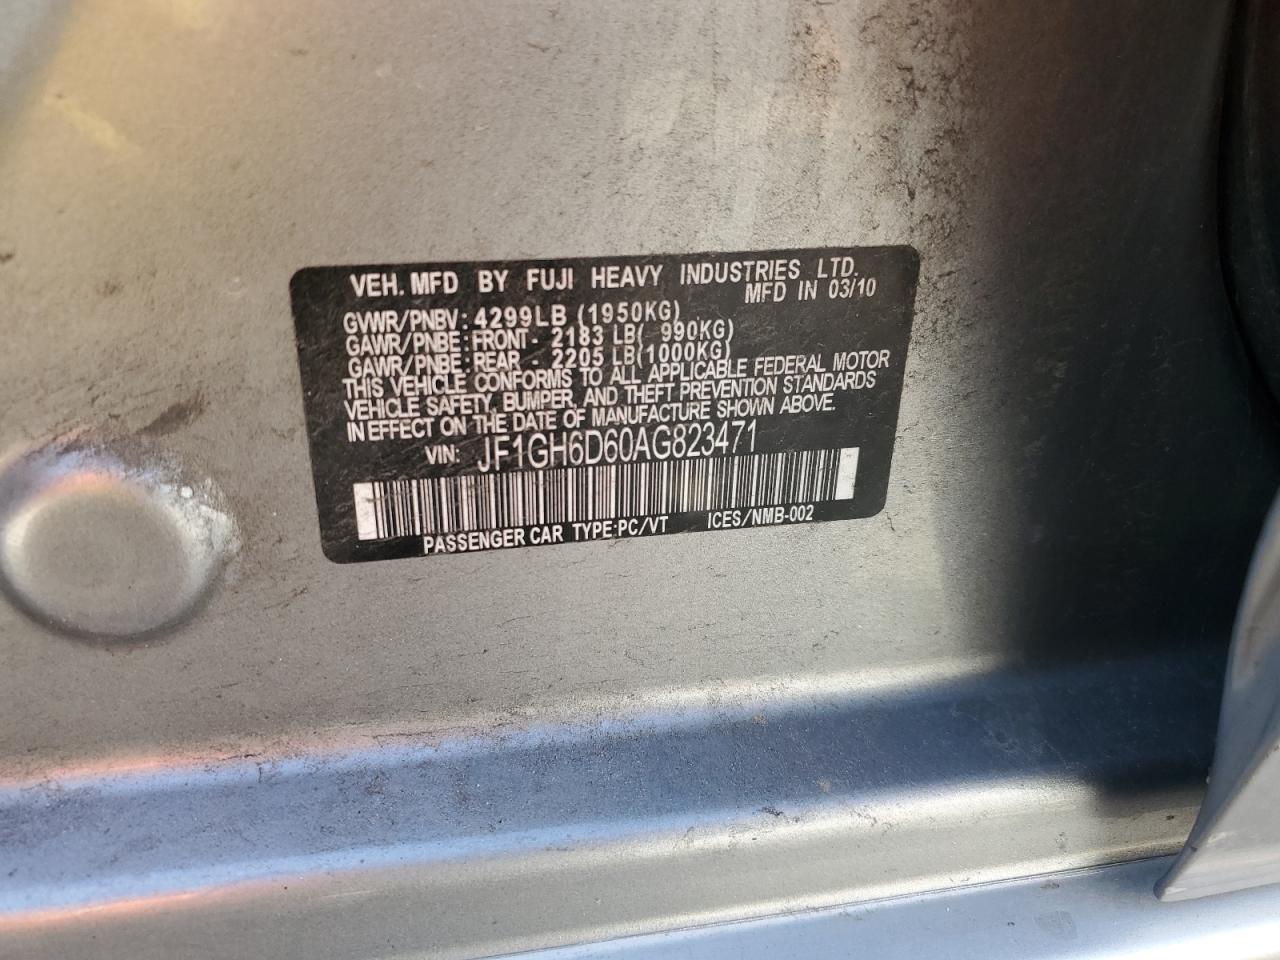 VEH. MFD BY FUJI HEAVY INDUSTRIES LTD.
MFD IN 03/10
GVWR/PNBV: 4299LB (1950KG)
GAWR/PNBE: FRONT- 2183 LB( 990KG)
GAWR/PNBE: REAR - 2205 LB(1000KG)
THIS VEHICLE CONFORMS TO ALL APPLICABLE FEDERAL MOTOR
VEHICLE SAFETY, BUMPER, AND THEFT PREVENTION STANDARDS
IN EFFECT ON THE DATE OF MANUFACTURE SHOWN ABOVE.
VIN: JF1GH6D60AG823471
PASSENGER CAR TYPE:PC/VT ICES/NMB-002